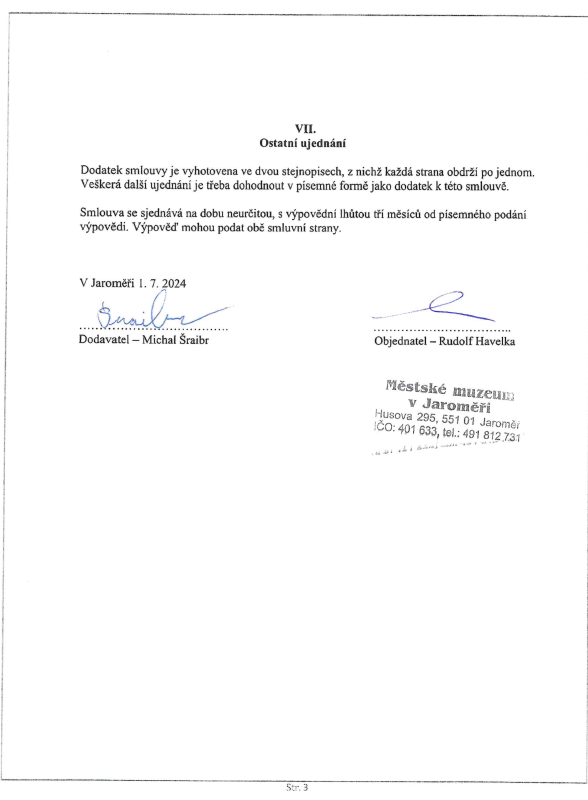 VII.
Ostatní ujednání
Dodatek smlouvy je vyhotovena ve dvou stejnopisech, z nichž každá strana obdrží po jednom.
Veškerá další ujednání je třeba dohodnout v písemné formě jako dodatek k této smlouvě.
Smlouva se sjednává na dobu neurčitou, s výpovědní lhůtou tří měsíců od písemného podání
výpovědi. Výpověď mohou podat obě smluvní strany.
V Jaroměři 1. 7. 2024
Šraibr
Dodavatel – Michal Šraibr
Objednatel – Rudolf Havelka
Městské muzeum
v Jaroměři
Husova 295, 551 01 Jaroměř
IČO: 401 633, tel.: 491 812 731
Str. 3